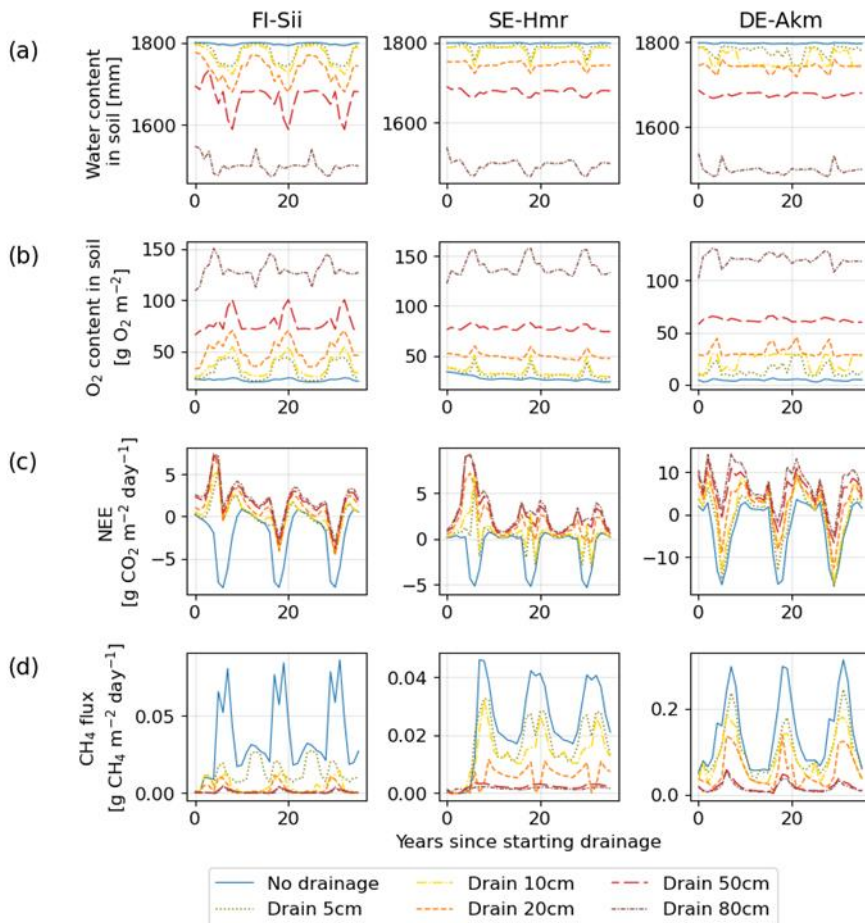 FI-Sii SE-Hmr DE-Akm
(a)
Water content
in soil [mm]
1800 1800 1800
1600 1600 1600
0 20 0 20 0 20
(b)
O₂ content in soil
[g O₂ m⁻²]
150 150 100
100 100 50
50 50 0
0 20 0 20 0 20
(c)
NEE
[g CO₂ m⁻² day⁻¹]
5 5 10
0 0 0
−5 −5 −10
0 20 0 20 0 20
(d)
CH₄ flux
[g CH₄ m⁻² day⁻¹]
0.05 0.04 0.2
0.00 0.02 0.0
0.00
0 20 0 20 0 20
Years since starting drainage
No drainage Drain 10cm Drain 50cm
Drain 5cm Drain 20cm Drain 80cm